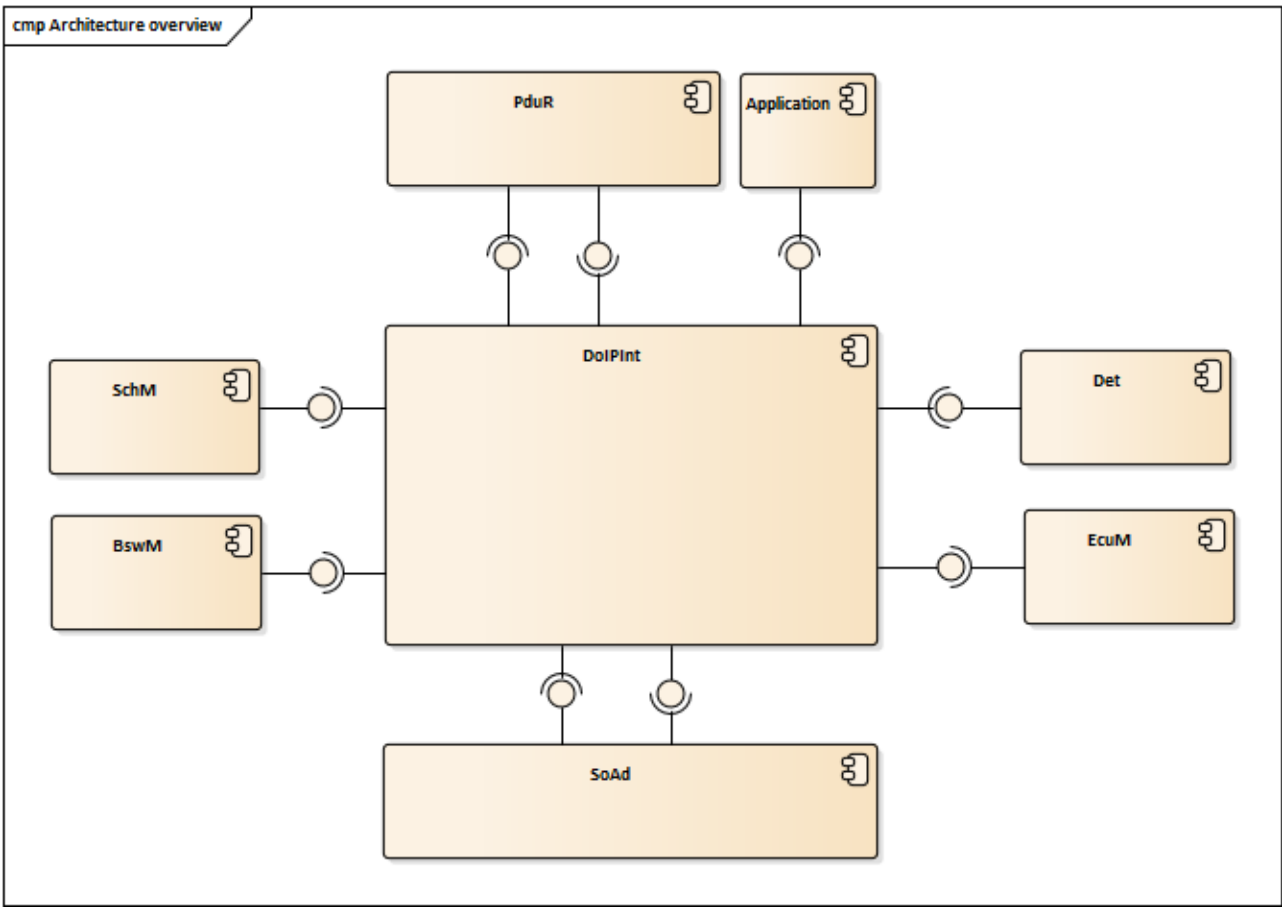 cmp Architecture overview
PduR
Application
DoIPInt
SchM
Det
BswM
EcuM
SoAd